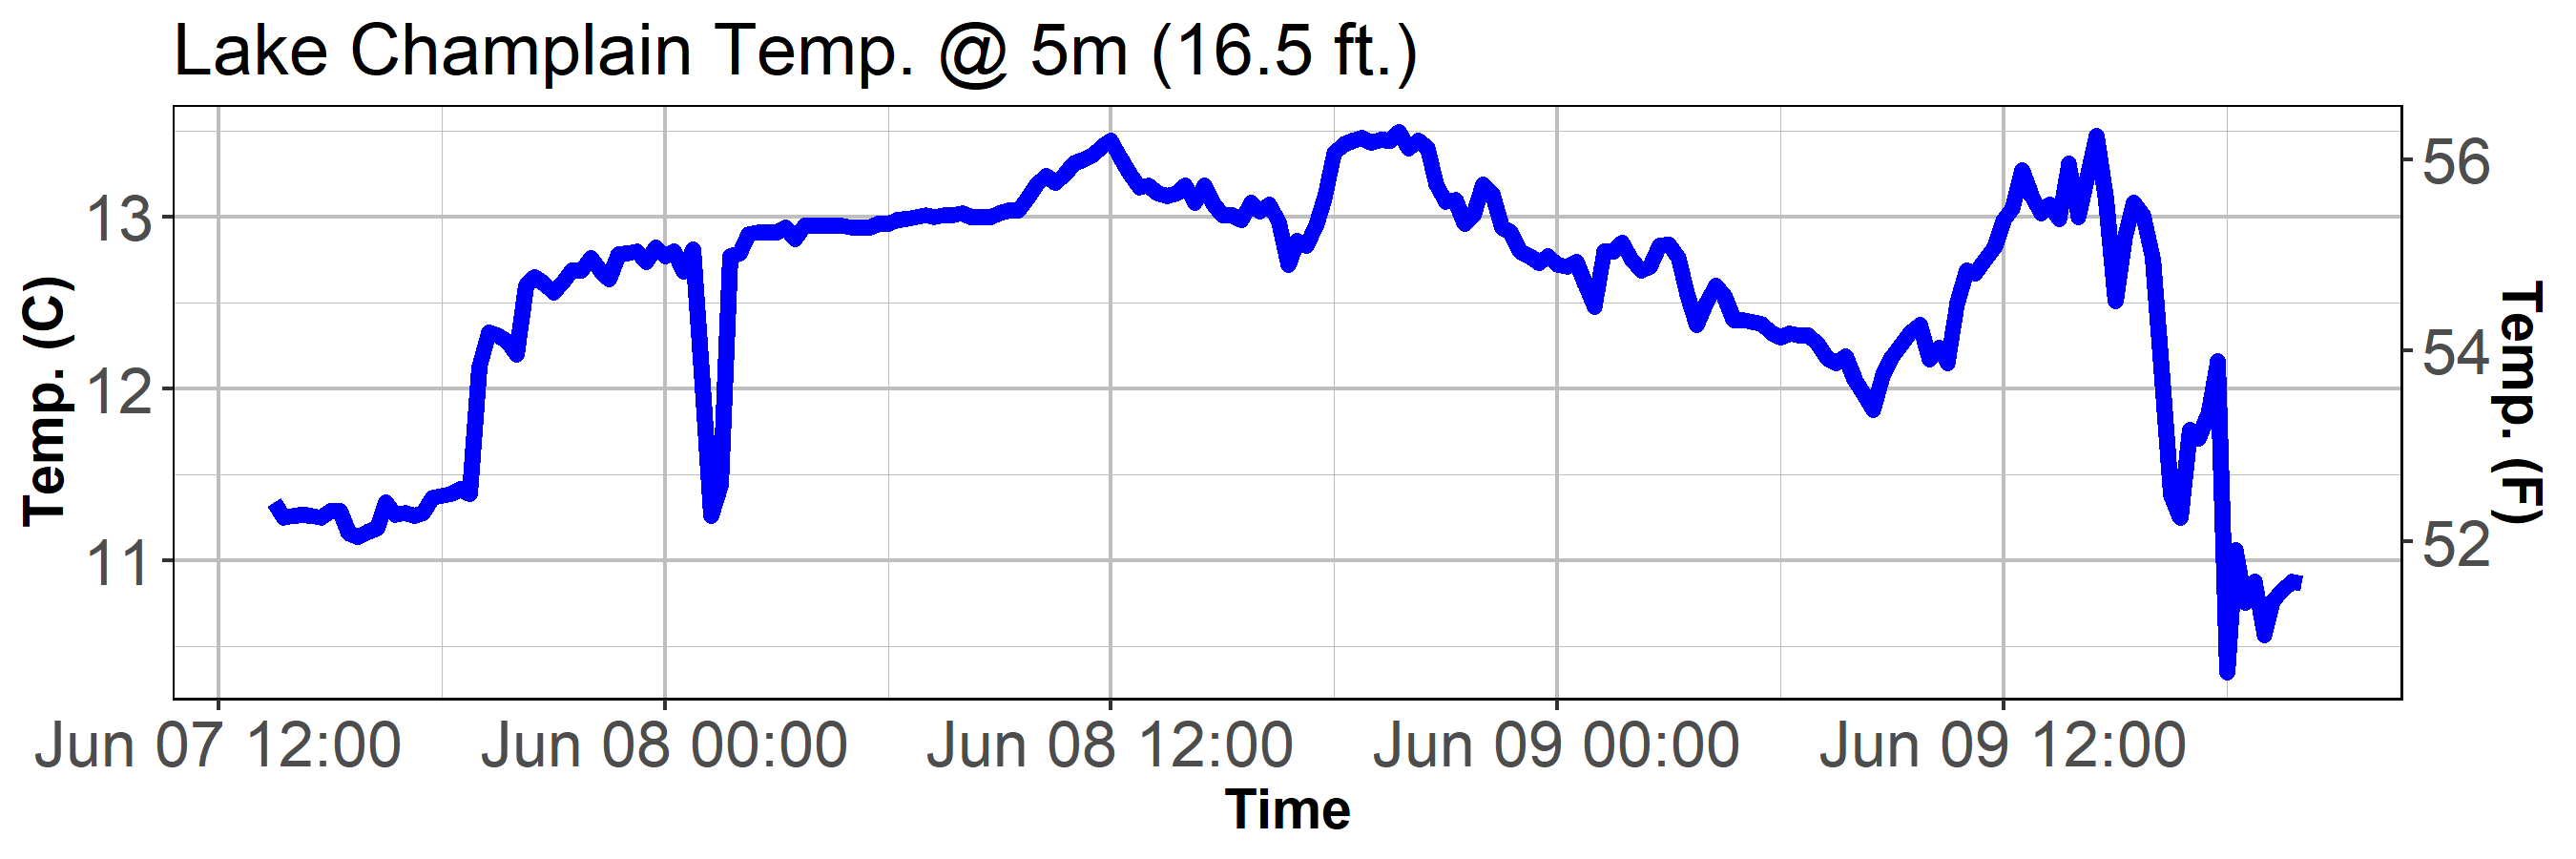 Lake Champlain Temp. @ 5m (16.5 ft.)
Temp. (C)
13
12
11
56
54
52
Temp. (F)
Jun 07 12:00 Jun 08 00:00 Jun 08 12:00 Jun 09 00:00 Jun 09 12:00
Time